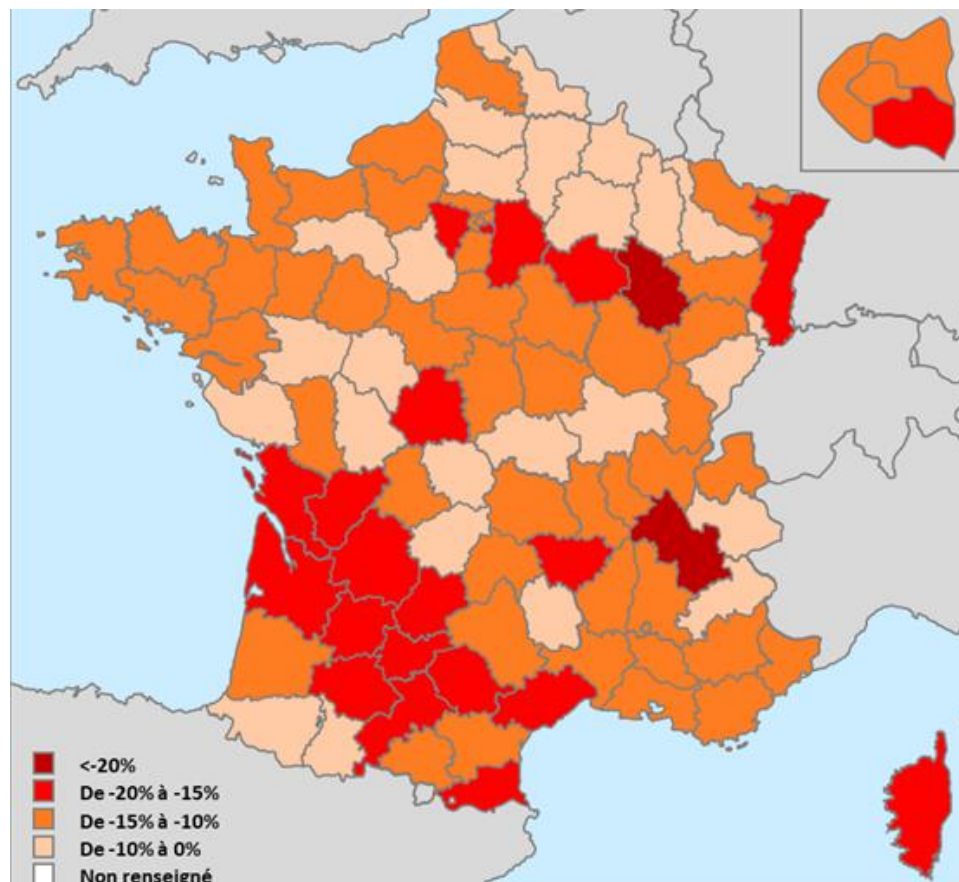 <-20%
De -20% à -15%
De -15% à -10%
De -10% à 0%
Non renseigné